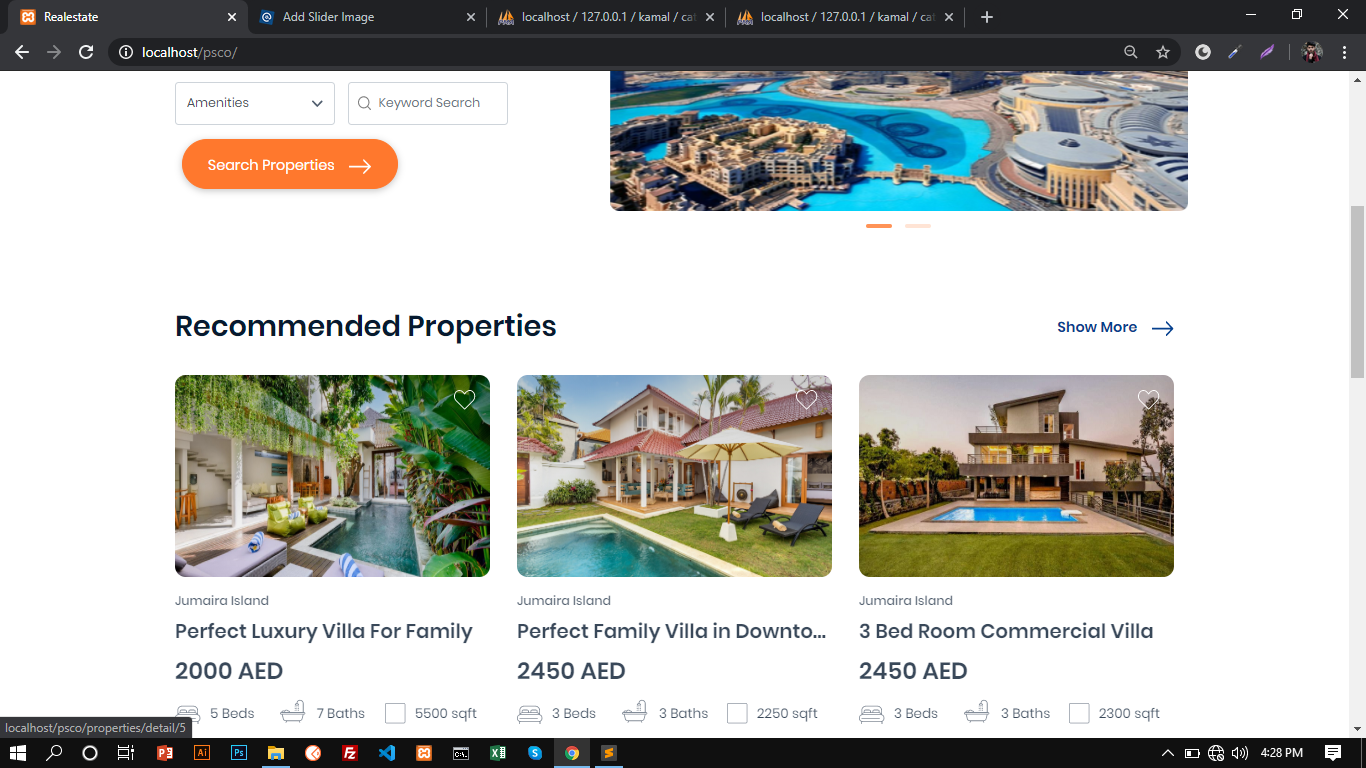 Realestate
Add Slider Image
localhost / 127.0.0.1 / kamal / cat
localhost / 127.0.0.1 / kamal / cat
localhost/psco/
Amenities
Keyword Search
Search Properties
Recommended Properties
Show More
Jumaira Island
Perfect Luxury Villa For Family
2000 AED
5 Beds
7 Baths
5500 sqft
Jumaira Island
Perfect Family Villa in Downto...
2450 AED
3 Beds
3 Baths
2250 sqft
Jumaira Island
3 Bed Room Commercial Villa
2450 AED
3 Beds
3 Baths
2300 sqft
localhost/psco/properties/detail/5
4:28 PM